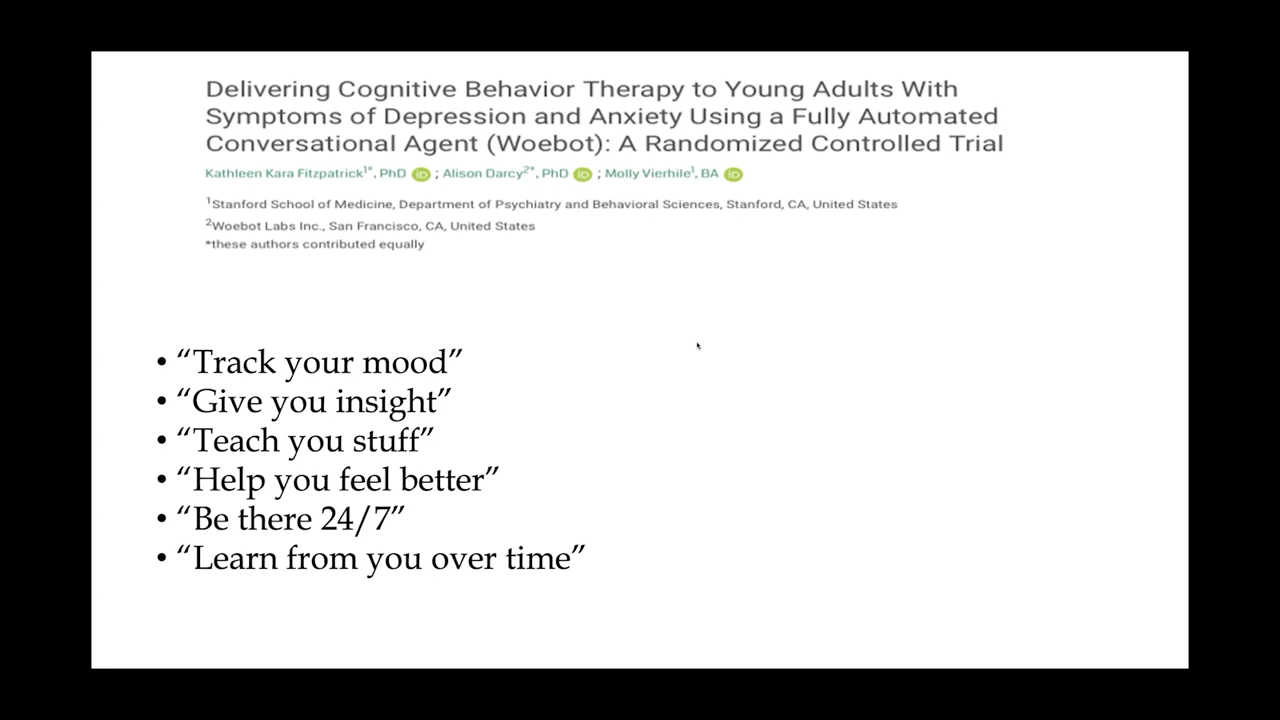 Delivering Cognitive Behavior Therapy to Young Adults With
Symptoms of Depression and Anxiety Using a Fully Automated
Conversational Agent (Woebot): A Randomized Controlled Trial
Kathleen Kara Fitzpatrick1*, PhD iD ; Alison Darcy2*, PhD iD ; Molly Vierhile1, BA iD
1Stanford School of Medicine, Department of Psychiatry and Behavioral Sciences, Stanford, CA, United States
2Woebot Labs Inc., San Francisco, CA, United States
*these authors contributed equally
• “Track your mood”
• “Give you insight”
• “Teach you stuff”
• “Help you feel better”
• “Be there 24/7”
• “Learn from you over time”